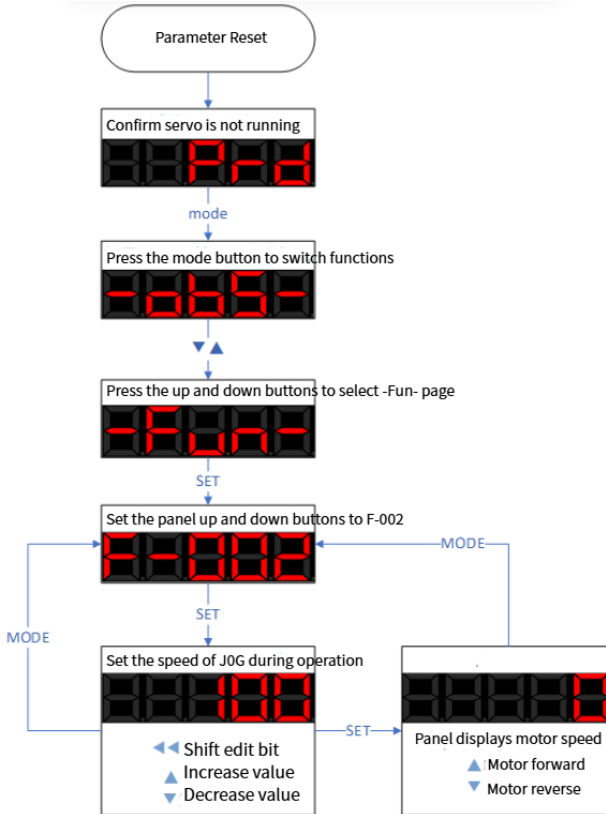 Parameter Reset
Confirm servo is not running
Prd
mode
Press the mode button to switch functions
-nbS-
Press the up and down buttons to select -Fun- page
-Fun-
SET
Set the panel up and down buttons to F-002
F-002
MODE
SET
MODE
Set the speed of J0G during operation
100
SET
0
Shift edit bit
Increase value
Decrease value
Panel displays motor speed
Motor forward
Motor reverse